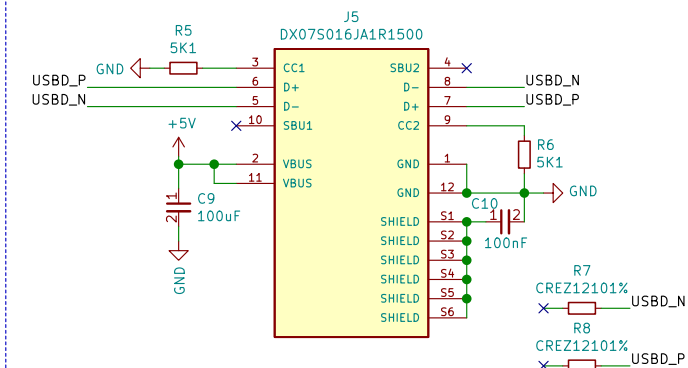 J5
DX07S016JA1R1500
R5
5K1
GND
3 CC1 SBU2 4
USBD_P 6 D+ D- 8 USBD_N
USBD_N 5 D- D+ 7 USBD_P
10 SBU1 CC2 9
+5V
R6
5K1
2 VBUS GND 1
11 VBUS GND 12 GND
C9
100uF
1
2
GND
C10
1 2
100nF
SHIELD S1
SHIELD S2
SHIELD S3
SHIELD S4
SHIELD S5
SHIELD S6
R7
CREZ12101%
USBD_N
R8
CREZ12101%
USBD_P